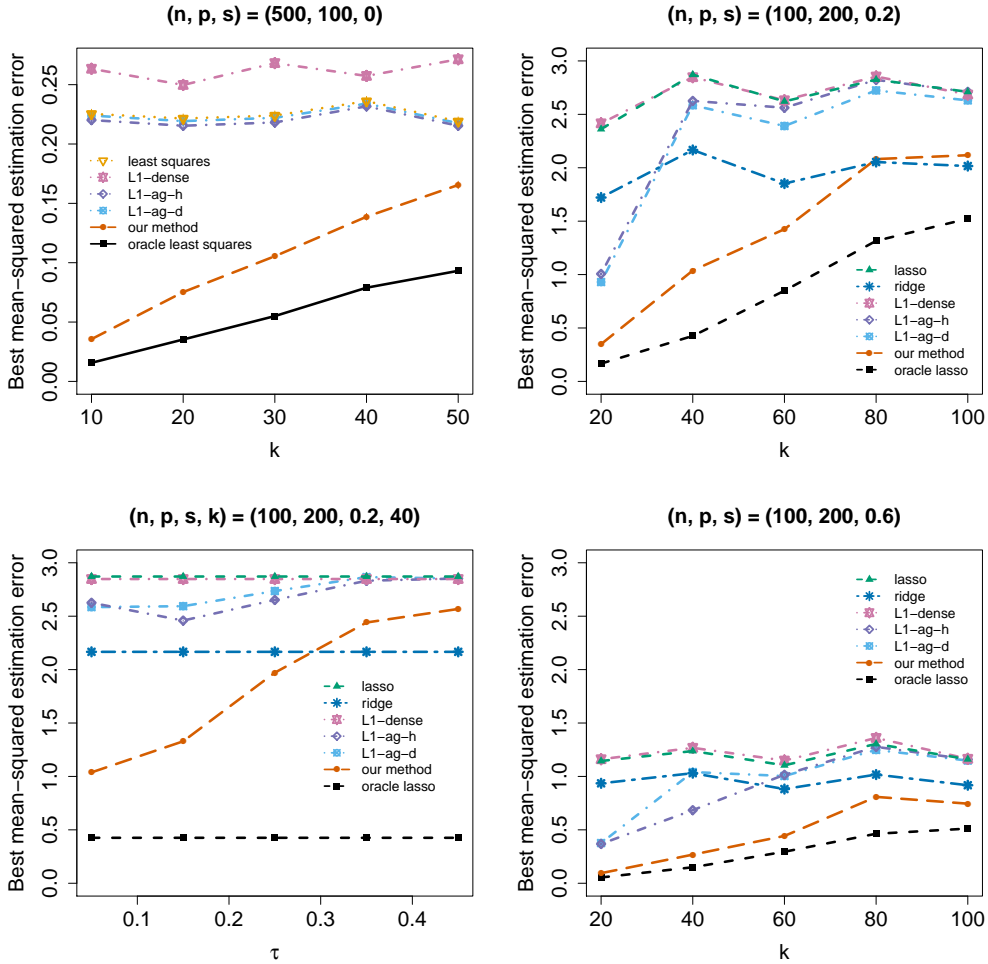 (n, p, s) = (500, 100, 0)
Best mean−squared estimation error
0.00 0.05 0.10 0.15 0.20 0.25
least squares
L1−dense
L1−ag−h
L1−ag−d
our method
oracle least squares
10 20 30 40 50
k
(n, p, s) = (100, 200, 0.2)
Best mean−squared estimation error
0.0 0.5 1.0 1.5 2.0 2.5 3.0
lasso
ridge
L1−dense
L1−ag−h
L1−ag−d
our method
oracle lasso
20 40 60 80 100
k
(n, p, s, k) = (100, 200, 0.2, 40)
Best mean−squared estimation error
0.0 0.5 1.0 1.5 2.0 2.5 3.0
lasso
ridge
L1−dense
L1−ag−h
L1−ag−d
our method
oracle lasso
0.1 0.2 0.3 0.4
τ
(n, p, s) = (100, 200, 0.6)
Best mean−squared estimation error
0.0 0.5 1.0 1.5 2.0 2.5 3.0
lasso
ridge
L1−dense
L1−ag−h
L1−ag−d
our method
oracle lasso
20 40 60 80 100
k